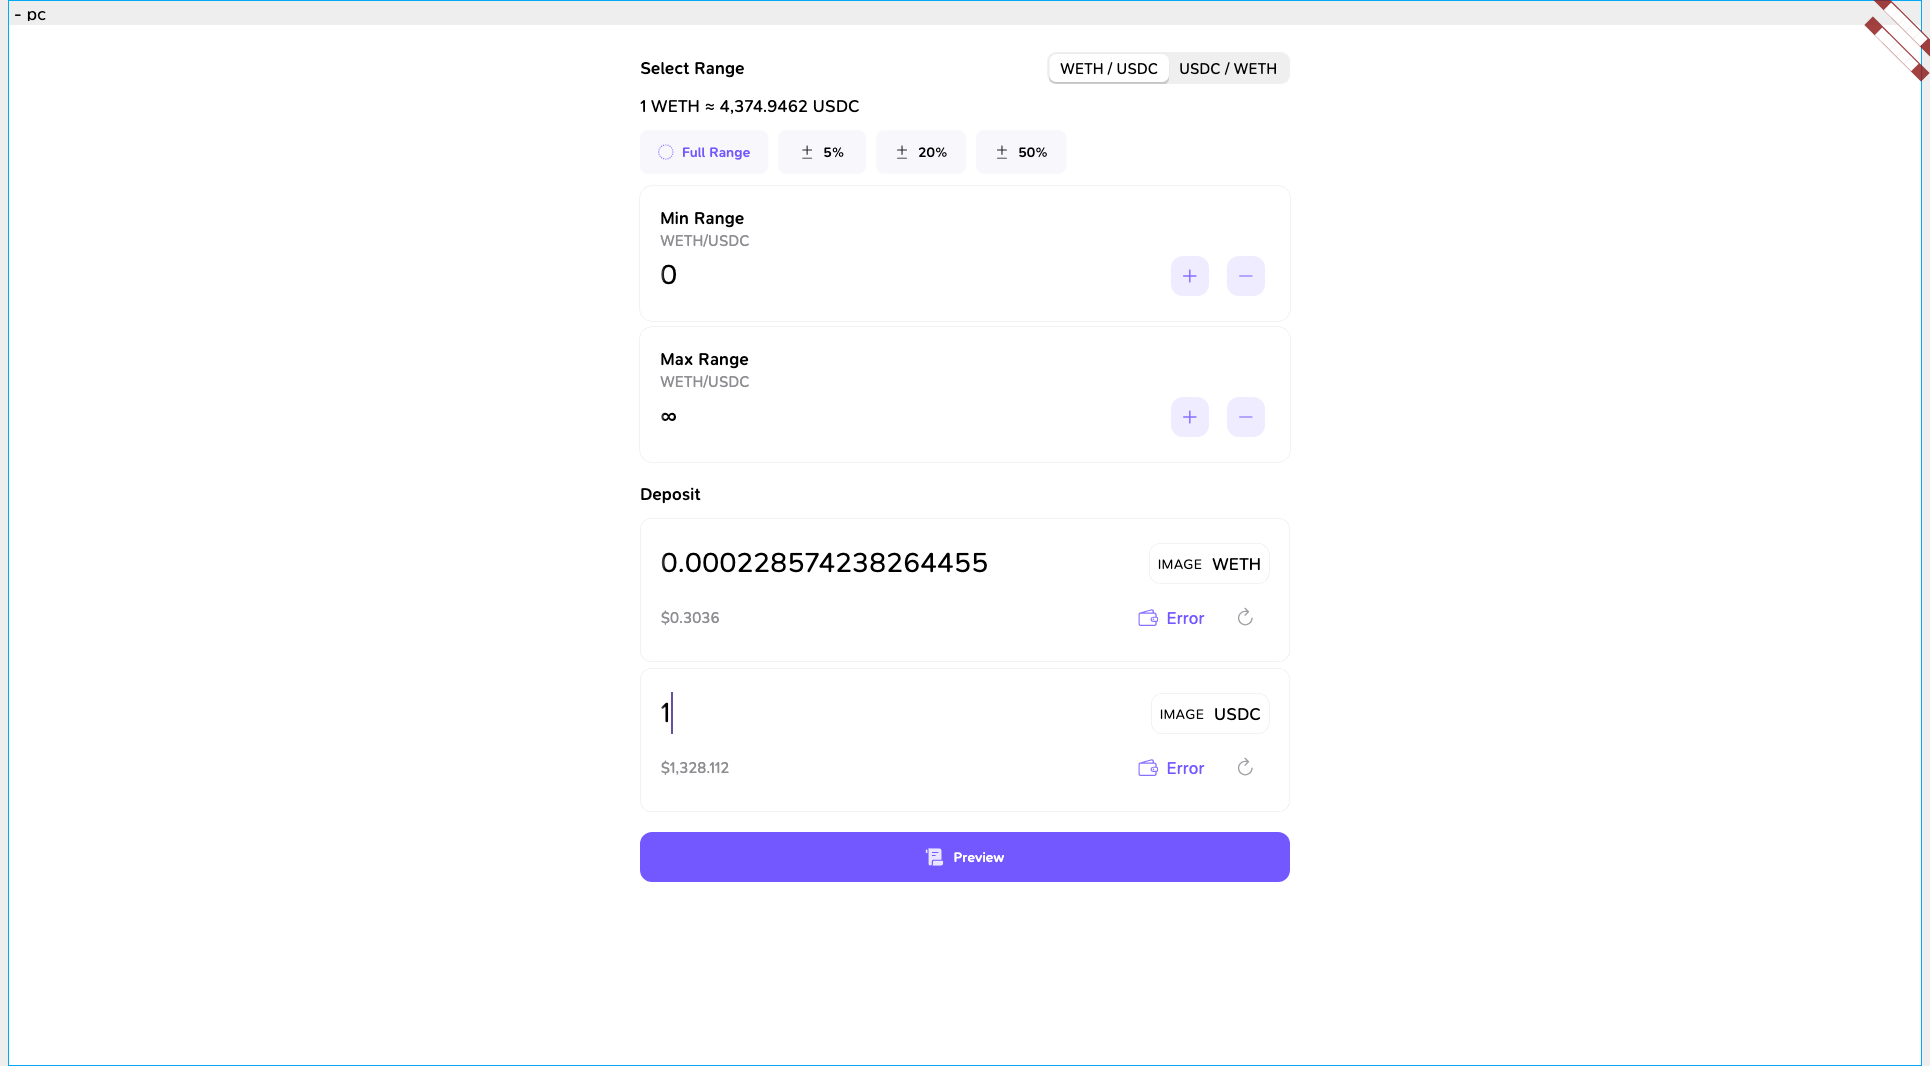 - pc
Select Range
WETH / USDC
USDC / WETH
1 WETH ≈ 4,374.9462 USDC
Full Range
± 5%
± 20%
± 50%
Min Range
WETH/USDC
0
+ −
Max Range
WETH/USDC
∞
+ −
Deposit
0.000228574238264455
IMAGE WETH
$0.3036
Error
1
IMAGE USDC
$1,328.112
Error
Preview